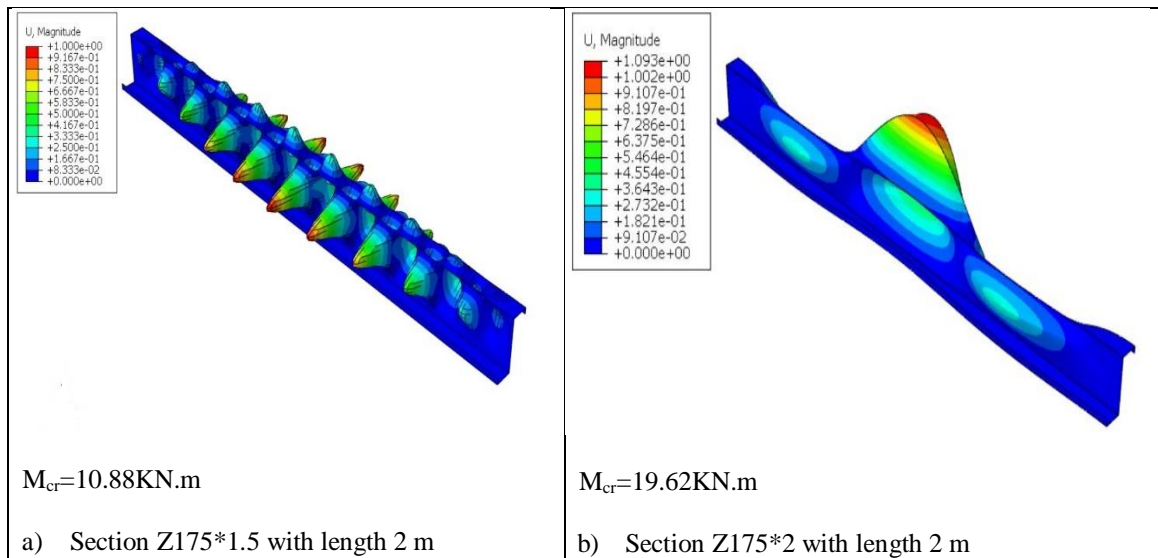 U, Magnitude
+1.000e+00
+9.167e-01
+8.333e-01
+7.500e-01
+6.667e-01
+5.833e-01
+5.000e-01
+4.167e-01
+3.333e-01
+2.500e-01
+1.667e-01
+8.333e-02
+0.000e+00
Mcr=10.88KN.m
a) Section Z175*1.5 with length 2 m
U, Magnitude
+1.093e+00
+1.002e+00
+9.107e-01
+8.197e-01
+7.286e-01
+6.375e-01
+5.464e-01
+4.554e-01
+3.643e-01
+2.732e-01
+1.821e-01
+9.107e-02
+0.000e+00
Mcr=19.62KN.m
b) Section Z175*2 with length 2 m